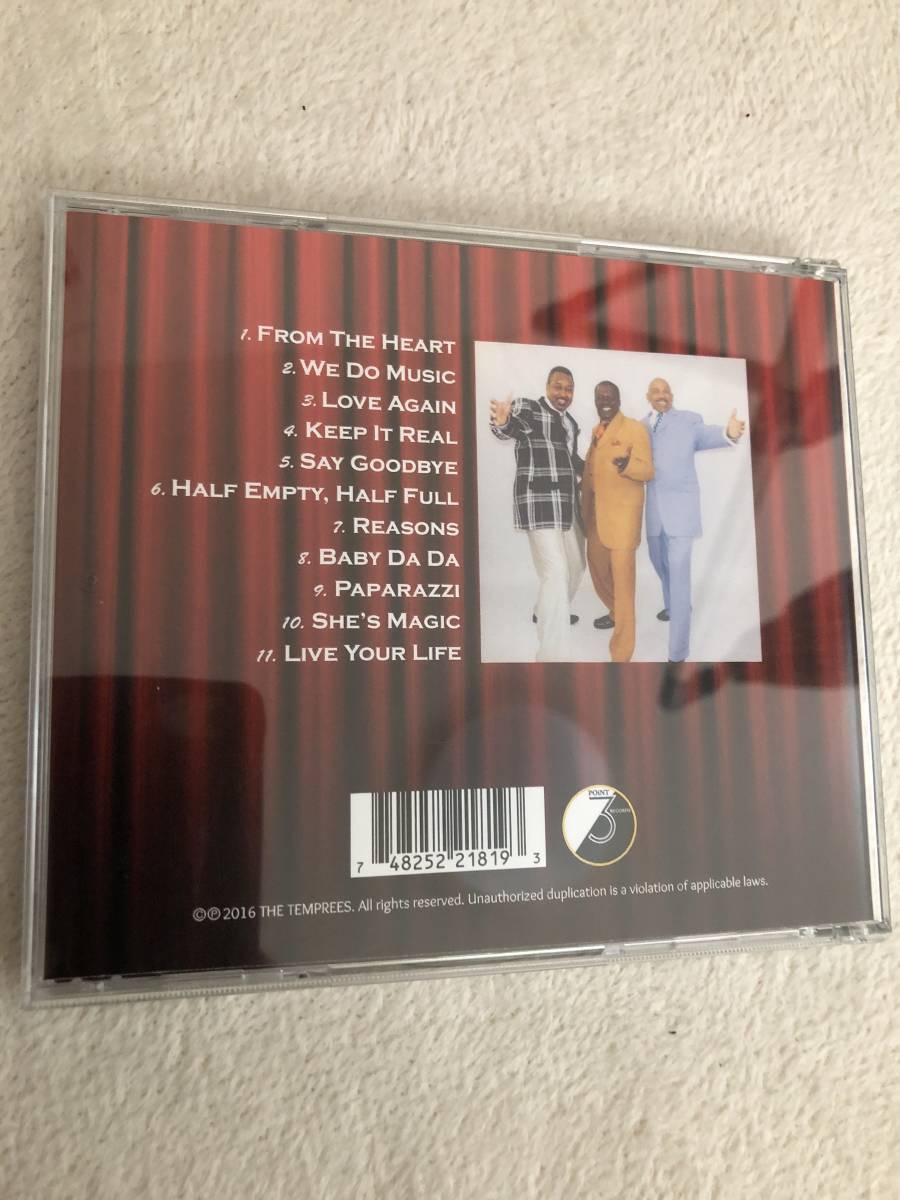 1. FROM THE HEART
2. WE DO MUSIC
3. LOVE AGAIN
4. KEEP IT REAL
5. SAY GOODBYE
6. HALF EMPTY, HALF FULL
7. REASONS
8. BABY DA DA
9. PAPARAZZI
10. SHE'S MAGIC
11. LIVE YOUR LIFE
7 48252 21819 3
POINT
3 RECORDS
©℗ 2016 THE TEMPREES. All rights reserved. Unauthorized duplication is a violation of applicable laws.